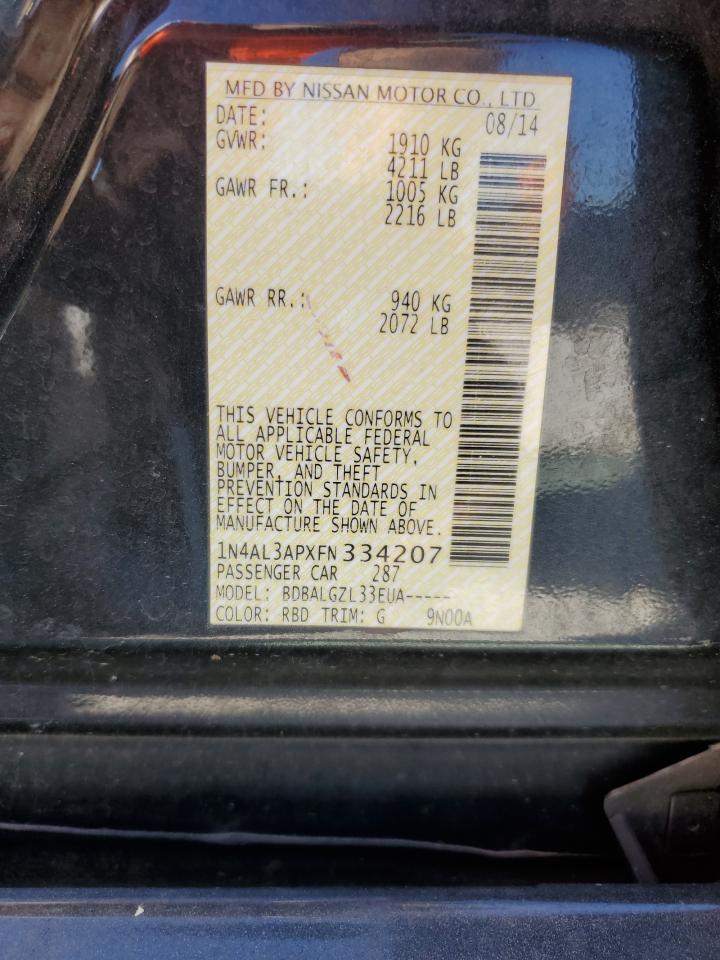 MFD BY NISSAN MOTOR CO., LTD
DATE: 08/14
GVWR: 1910 KG
4211 LB
GAWR FR.: 1005 KG
2216 LB
GAWR RR.: 940 KG
2072 LB
THIS VEHICLE CONFORMS TO
ALL APPLICABLE FEDERAL
MOTOR VEHICLE SAFETY,
BUMPER, AND THEFT
PREVENTION STANDARDS IN
EFFECT ON THE DATE OF
MANUFACTURE SHOWN ABOVE.
1N4AL3APXFN334207
PASSENGER CAR 287
MODEL: BDBALGZL33EUA-----
COLOR: RBD TRIM: G 9N00A